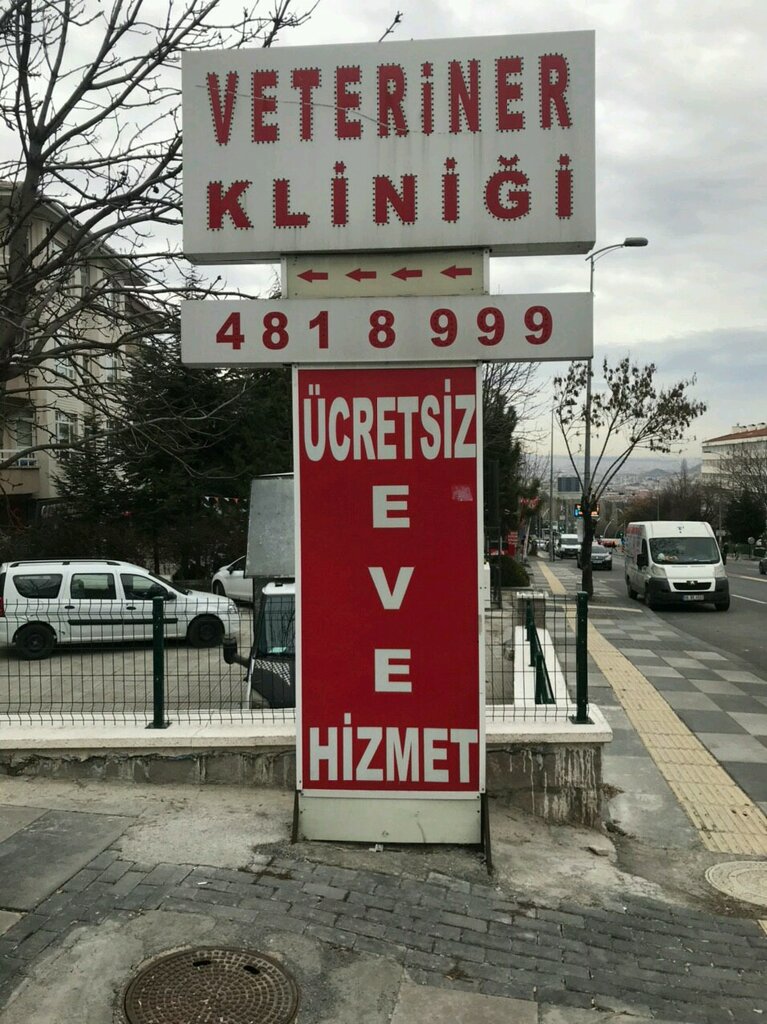 VETERİNER
KLİNİĞİ
481 8 999
ÜCRETSİZ
E
V
E
HİZMET